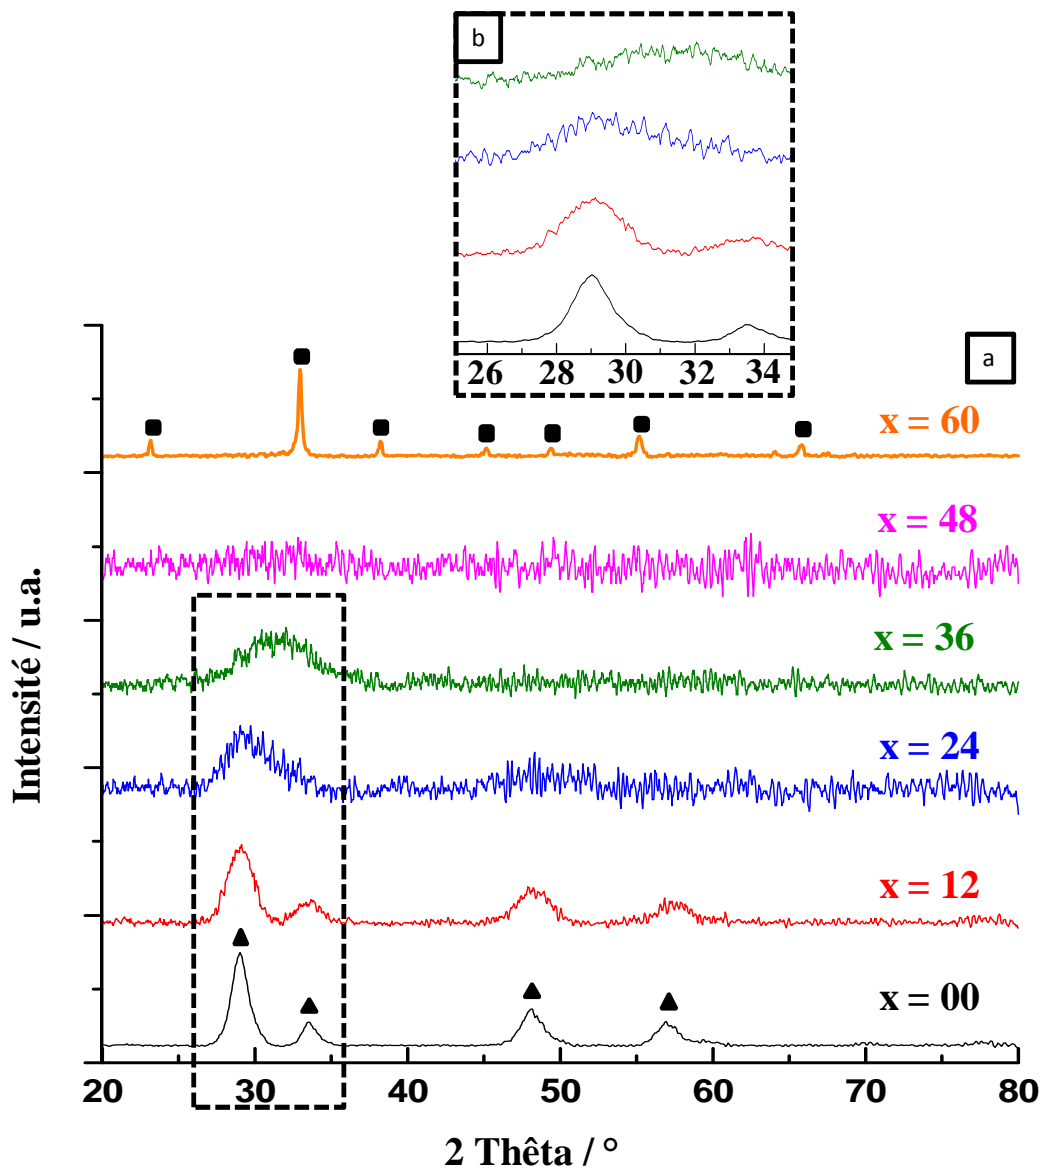 b
26 28 30 32 34
a
x = 60
x = 48
x = 36
x = 24
x = 12
x = 00
Intensité / u.a.
20 30 40 50 60 70 80
2 Thêta / °